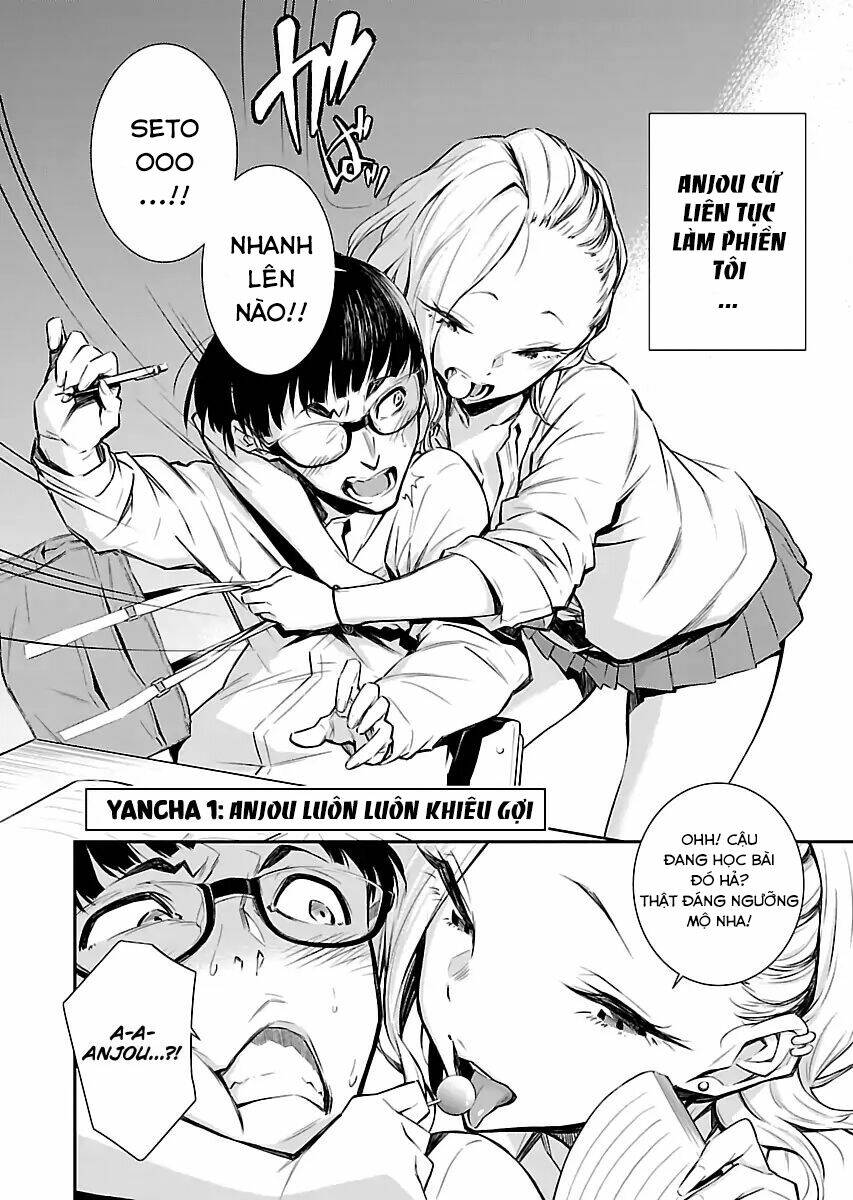 ANJOU CỨ
LIÊN TỤC
LÀM PHIỀN
TÔI
...
SETO
OOO
...!!
NHANH
LÊN
NÀO!!
YANCHA 1: ANJOU LUÔN LUÔN KHIÊU GỢI
OHH! CẬU
ĐANG HỌC BÀI
ĐÓ HẢ?
THẬT ĐÁNG NGƯỠNG
MỘ NHA!
A-A-
ANJOU...?!